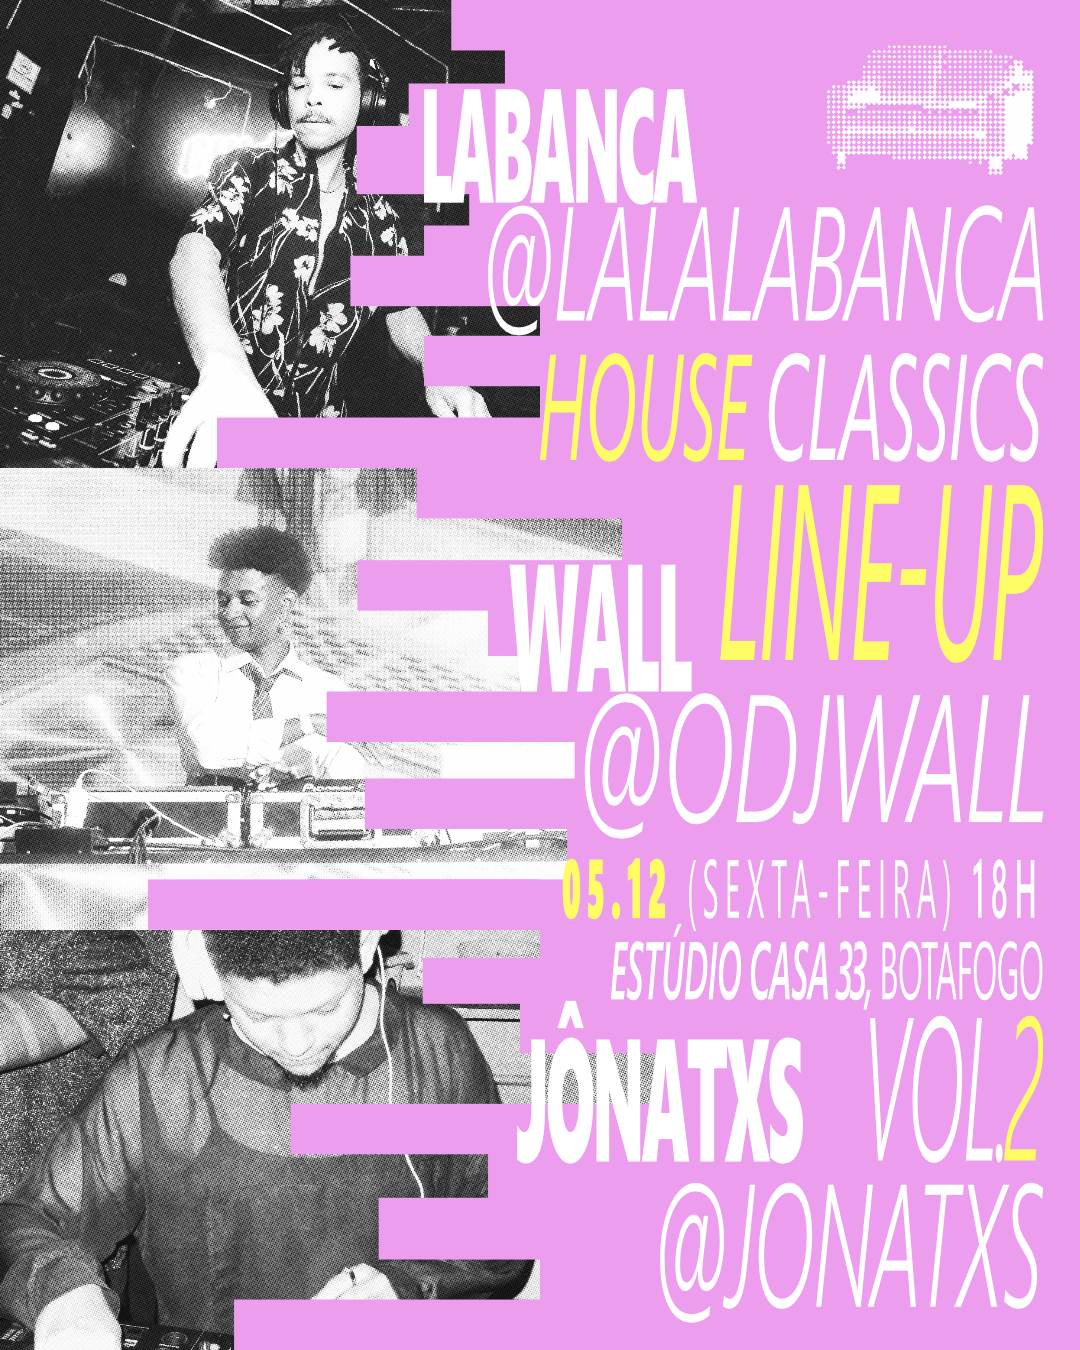 LABANCA
@LALALABANCA
HOUSE CLASSICS
LINE-UP
WALL
@ODJWALL
05.12 (SEXTA-FEIRA) 18H
ESTÚDIO CASA 33, BOTAFOGO
JÔNATXS
VOL.2
@JONATXS